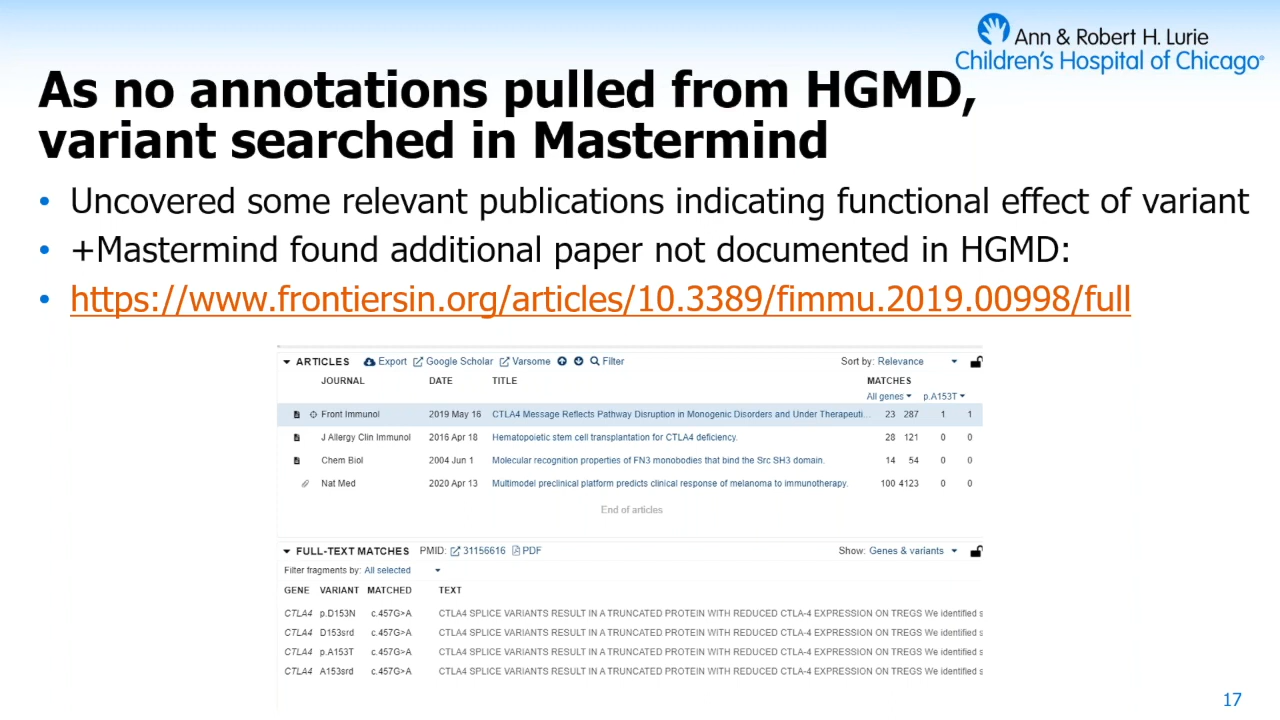 Ann & Robert H. Lurie
Children's Hospital of Chicago®
As no annotations pulled from HGMD,
variant searched in Mastermind
• Uncovered some relevant publications indicating functional effect of variant
• +Mastermind found additional paper not documented in HGMD:
• https://www.frontiersin.org/articles/10.3389/fimmu.2019.00998/full
ARTICLES Export Google Scholar Varsome Filter Sort by: Relevance
JOURNAL DATE TITLE MATCHES
All genes p.A153T
Front Immunol 2019 May 16 CTLA4 Message Reflects Pathway Disruption in Monogenic Disorders and Under Therapeuti... 23 287 1 1
J Allergy Clin Immunol 2016 Apr 18 Hematopoietic stem cell transplantation for CTLA4 deficiency. 28 121 0 0
Chem Biol 2004 Jun 1 Molecular recognition properties of FN3 monobodies that bind the Src SH3 domain. 14 54 0 0
Nat Med 2020 Apr 13 Multimodel preclinical platform predicts clinical response of melanoma to immunotherapy. 100 4123 0 0
End of articles
FULL-TEXT MATCHES PMID: 31156616 PDF Show: Genes & variants
Filter fragments by: All selected
GENE VARIANT MATCHED TEXT
CTLA4 p.D153N c.457G>A CTLA4 SPLICE VARIANTS RESULT IN A TRUNCATED PROTEIN WITH REDUCED CTLA-4 EXPRESSION ON TREGS We identified s
CTLA4 D153srd c.457G>A CTLA4 SPLICE VARIANTS RESULT IN A TRUNCATED PROTEIN WITH REDUCED CTLA-4 EXPRESSION ON TREGS We identified s
CTLA4 p.A153T c.457G>A CTLA4 SPLICE VARIANTS RESULT IN A TRUNCATED PROTEIN WITH REDUCED CTLA-4 EXPRESSION ON TREGS We identified s
CTLA4 A153srd c.457G>A CTLA4 SPLICE VARIANTS RESULT IN A TRUNCATED PROTEIN WITH REDUCED CTLA-4 EXPRESSION ON TREGS We identified s
17